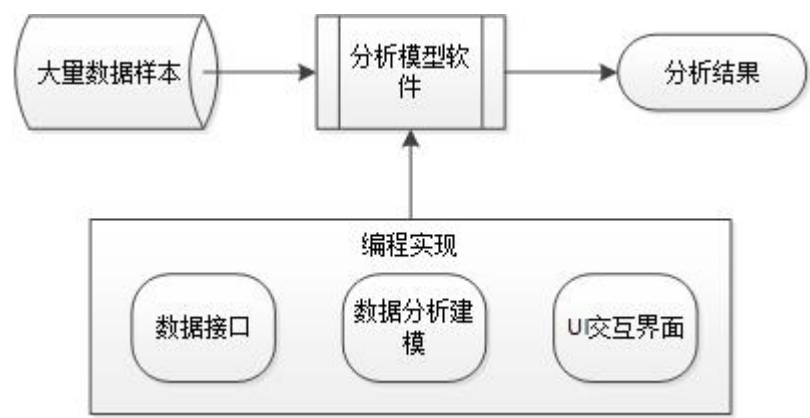 大量数据样本
分析模型软
件
分析结果
编程实现
数据接口
数据分析建
模
UI交互界面